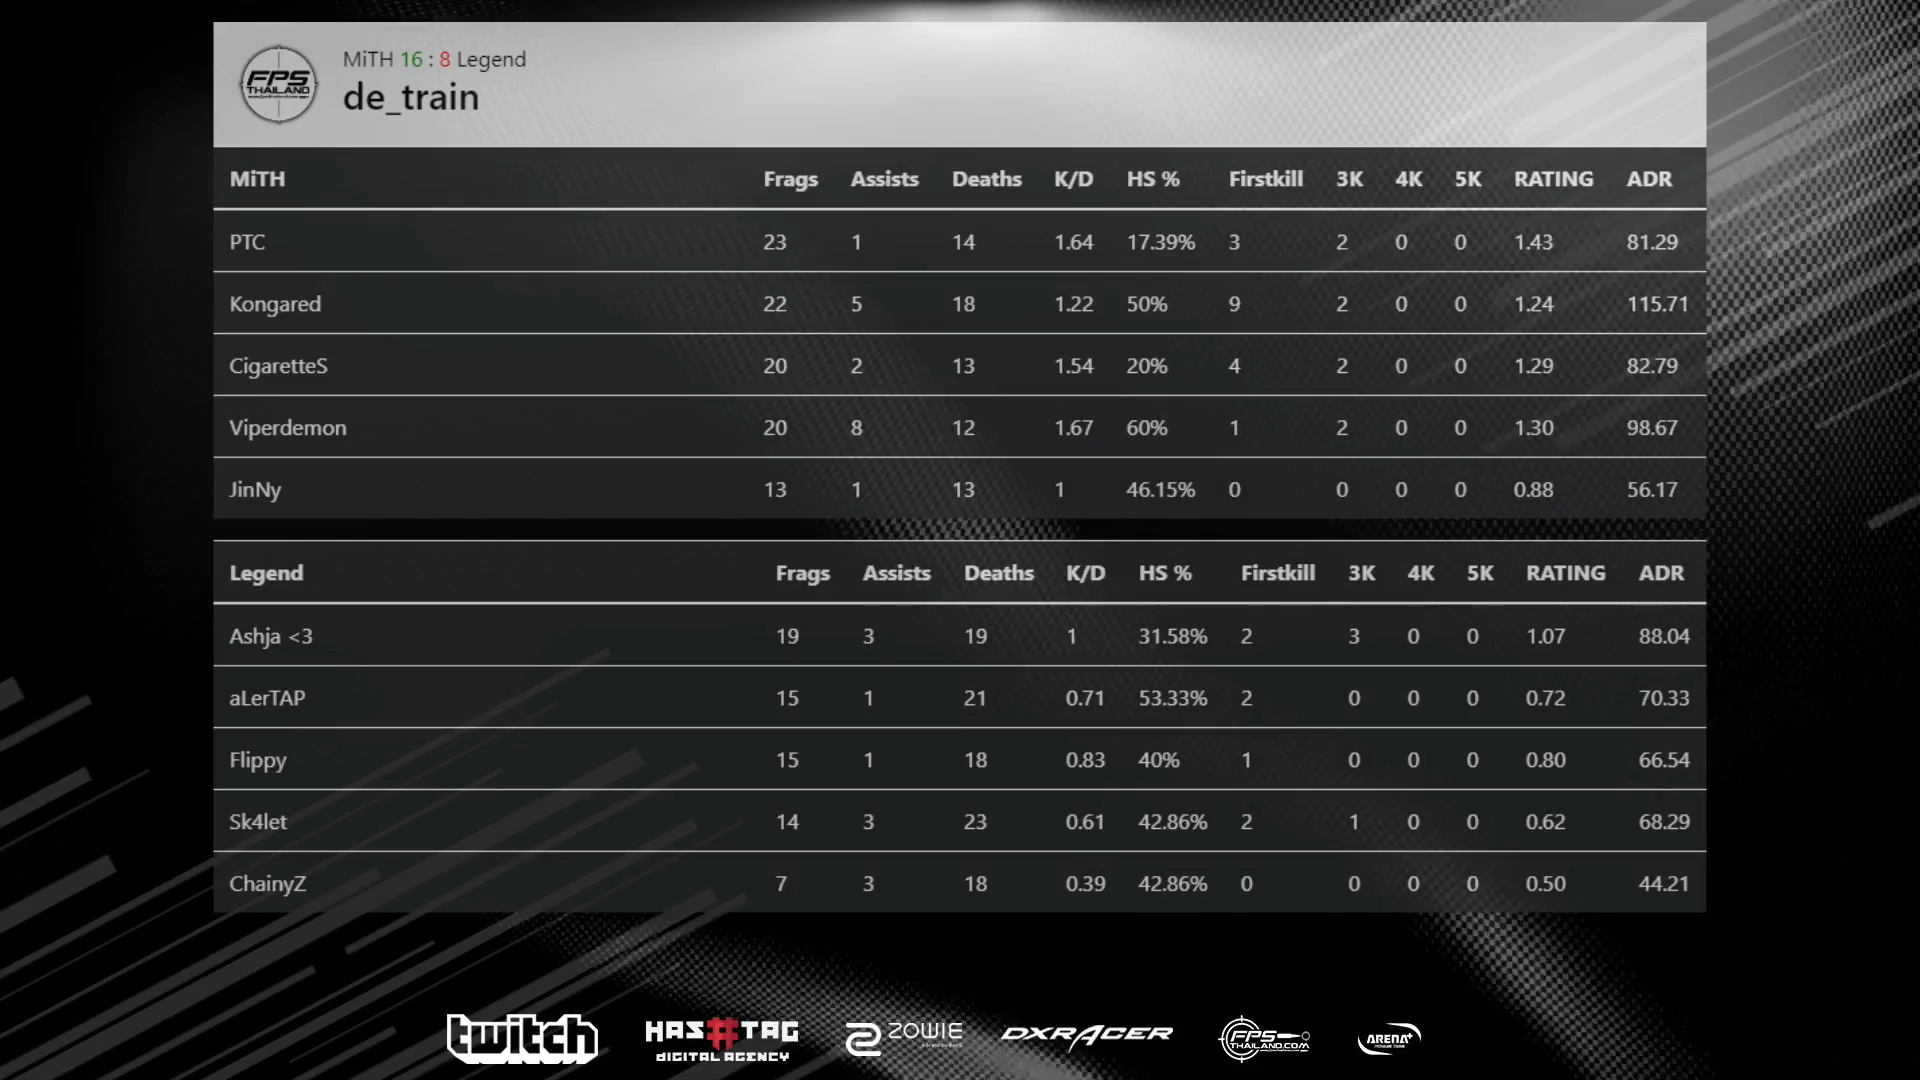 FPS
THAILAND
MiTH 16 : 8 Legend
de_train
MiTH Frags Assists Deaths K/D HS % Firstkill 3K 4K 5K RATING ADR
PTC 23 1 14 1.64 17.39% 3 2 0 0 1.43 81.29
Kongared 22 5 18 1.22 50% 9 2 0 0 1.24 115.71
CigaretteS 20 2 13 1.54 20% 4 2 0 0 1.29 82.79
Viperdemon 20 8 12 1.67 60% 1 2 0 0 1.30 98.67
JinNy 13 1 13 1 46.15% 0 0 0 0 0.88 56.17
Legend Frags Assists Deaths K/D HS % Firstkill 3K 4K 5K RATING ADR
Ashja <3 19 3 19 1 31.58% 2 3 0 0 1.07 88.04
aLerTAP 15 1 21 0.71 53.33% 2 0 0 0 0.72 70.33
Flippy 15 1 18 0.83 40% 1 0 0 0 0.80 66.54
Sk4let 14 3 23 0.61 42.86% 2 1 0 0 0.62 68.29
ChainyZ 7 3 18 0.39 42.86% 0 0 0 0 0.50 44.21
twitch HAS#TAG ZOWIE DXRACER FPS ARENA+
DIGITAL AGENCY THAILAND.COM